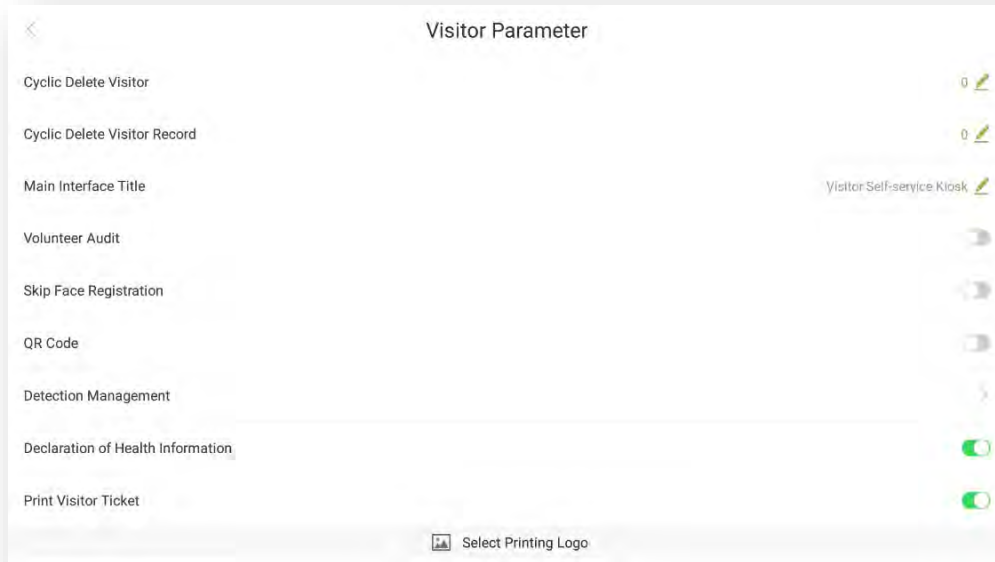 Visitor Parameter
Cyclic Delete Visitor 0
Cyclic Delete Visitor Record 0
Main Interface Title Visitor Self-service Kiosk
Volunteer Audit
Skip Face Registration
QR Code
Detection Management
Declaration of Health Information
Print Visitor Ticket
Select Printing Logo